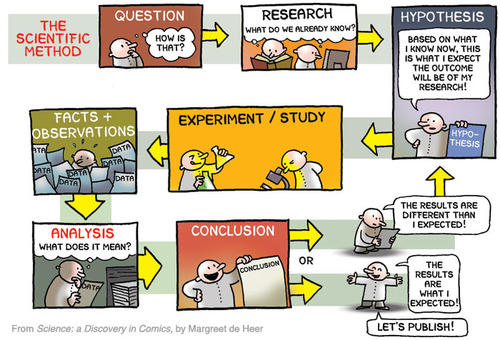 THE
SCIENTIFIC
METHOD
QUESTION
HOW IS
THAT?
RESEARCH
WHAT DO WE ALREADY KNOW?
HYPOTHESIS
BASED ON WHAT
I KNOW NOW, THIS
IS WHAT I EXPECT
THE OUTCOME
WILL BE OF MY
RESEARCH!
HYPO-
THESIS
EXPERIMENT / STUDY
FACTS +
OBSERVATIONS
DATA
DATA
DATA
DATA
DATA
DATA
ANALYSIS
WHAT DOES IT MEAN?
DATA
CONCLUSION
CONCLUSION
THE RESULTS ARE
DIFFERENT THAN
I EXPECTED!
OR
THE
RESULTS
ARE
WHAT I
EXPECTED!
LET'S PUBLISH!
From Science: a Discovery in Comics, by Margreet de Heer